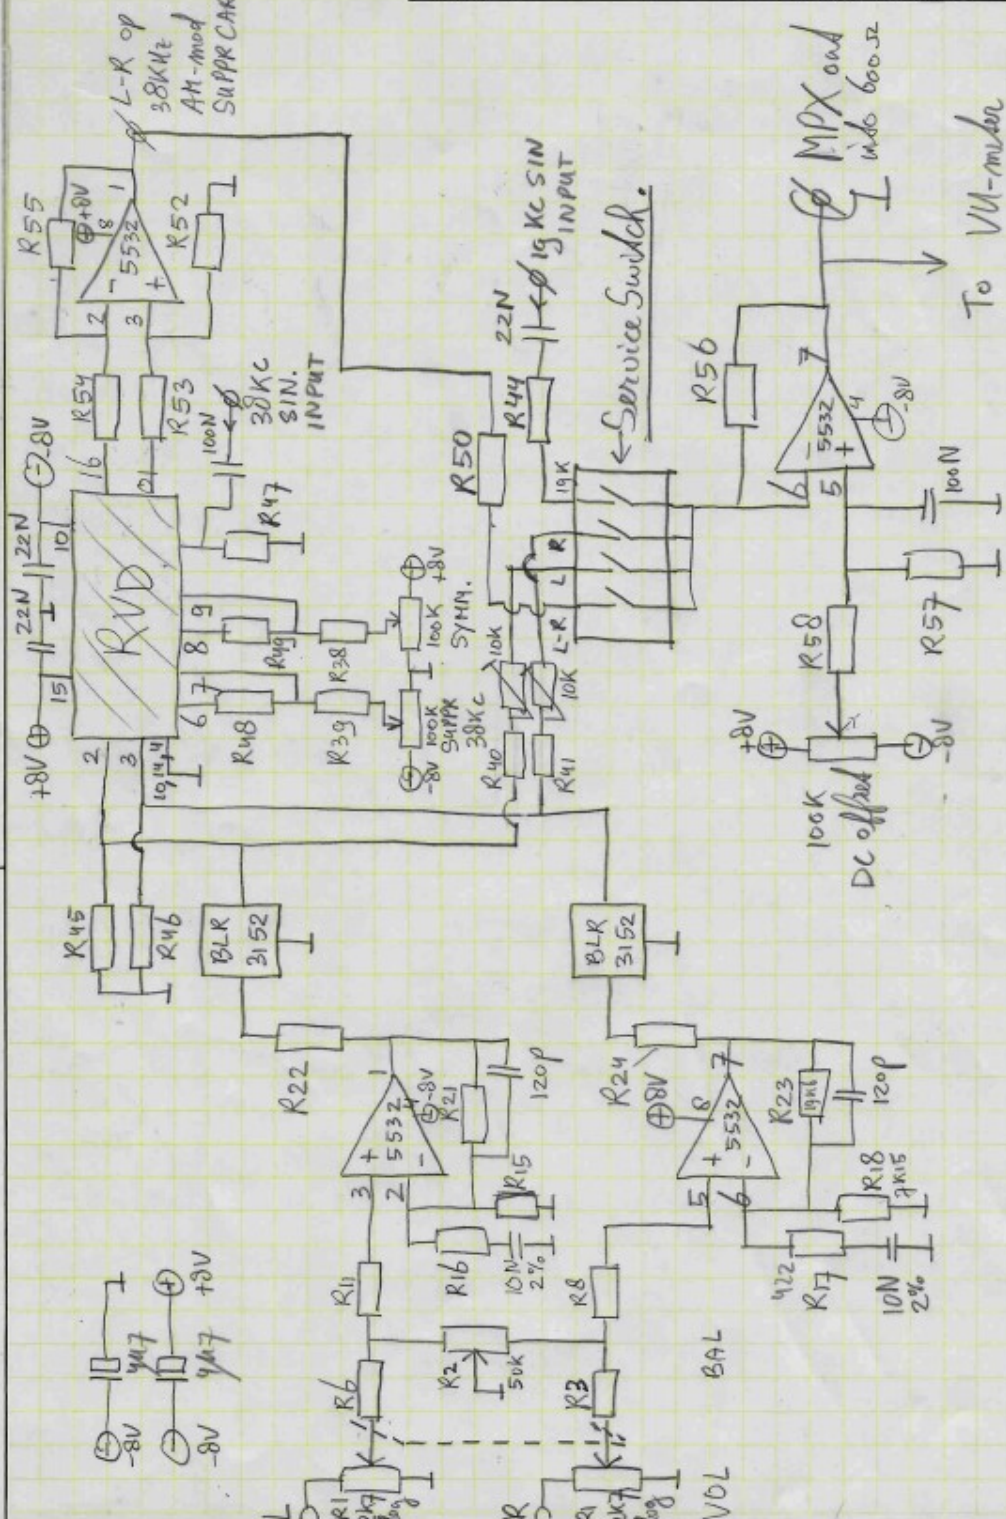 L-R op
38KHz
AM-mod
SUPPR CAR
R55
+8V
8
1
5532
-
+
2
3
R52
R54
R53
16
-8V
10
22N
22N
15
+8V
RVD
100N
38KC
SIN.
INPUT
R47
9
8
7
6
R49
R48
R38
R39
+8V
100K
SYMM.
-8V
100K
SUPPR
38KC
2
3
R45
R46
BLR
3152
BLR
3152
R40
R41
10K
10K
R50
R44
22N
19KC SIN
INPUT
19K
R
L
L-R
←Service Switch.
R56
7
5532
-
+
6
5
4
-8V
MPX out
into 600Ω
To VU-meter
100N
R57
R58
+8V
-8V
100K
DC offset
R22
1
5532
+
-
3
2
4
-8V
R21
120P
R15
R16
10N
2%
R11
R24
+8V
8
7
5532
+
-
5
6
R23
120P
R18
7K15
422
R17
10N
2%
R8
R6
R2
50K
R3
BAL
-8V
4µ7
-8V
4µ7
+8V
L
R1
log
R
R1
log
VOL